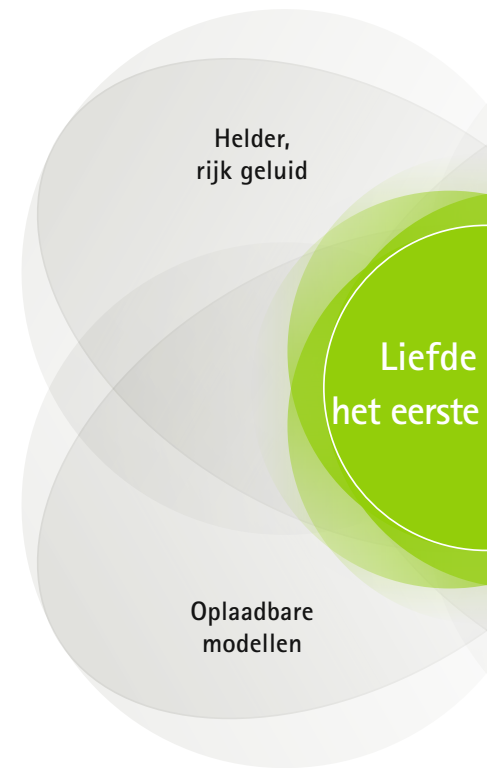 Helder,
rijk geluid
Liefde
het eerste
Oplaadbare
modellen